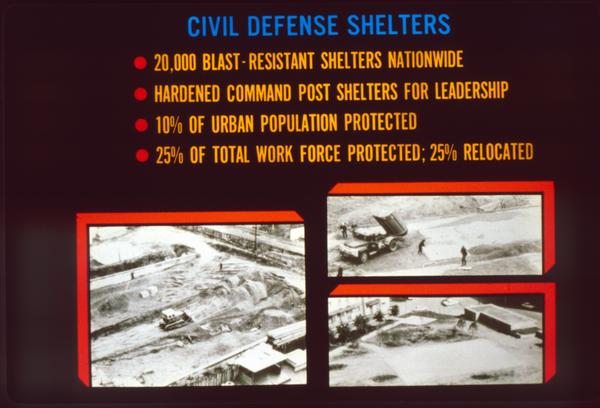 CIVIL DEFENSE SHELTERS
20,000 BLAST-RESISTANT SHELTERS NATIONWIDE
HARDENED COMMAND POST SHELTERS FOR LEADERSHIP
10% OF URBAN POPULATION PROTECTED
25% OF TOTAL WORK FORCE PROTECTED; 25% RELOCATED